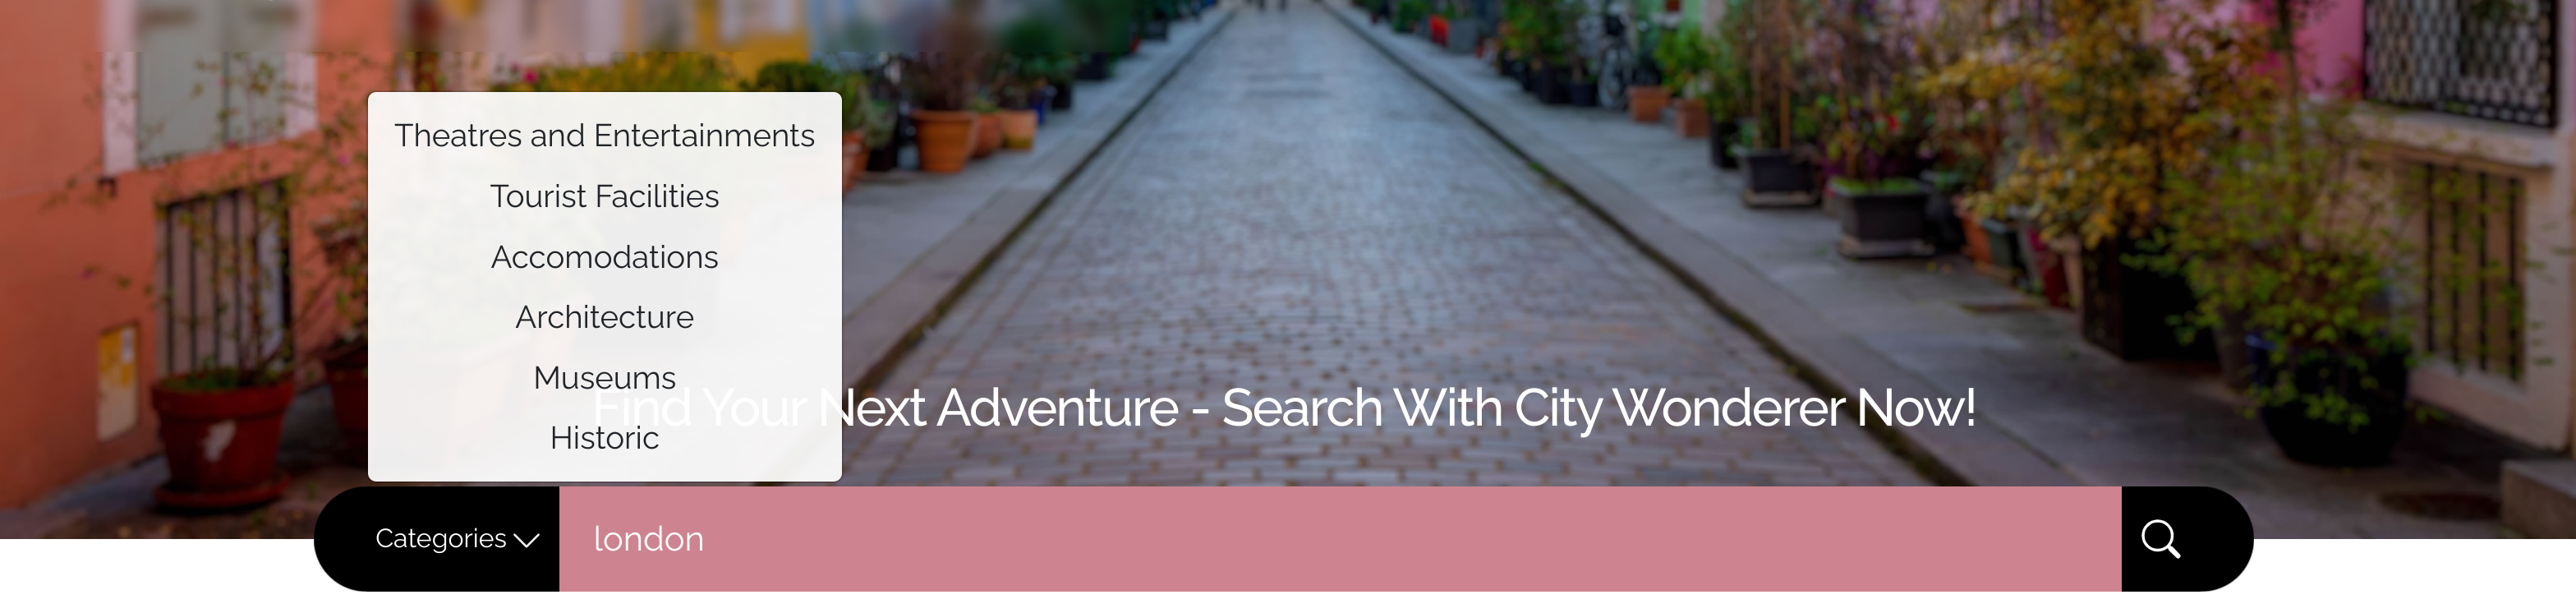 Theatres and Entertainments
Tourist Facilities
Accomodations
Architecture
Museums
Find Your Next Adventure - Search With City Wonderer Now!
Historic
Categories
london